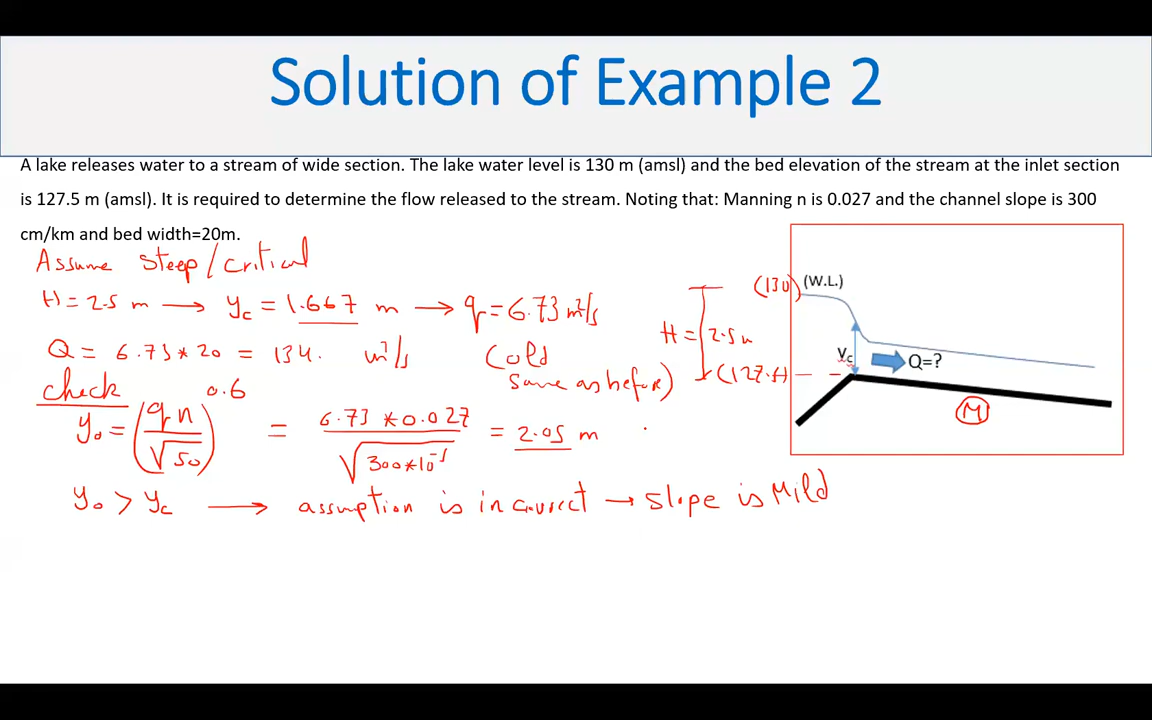 Solution of Example 2
A lake releases water to a stream of wide section. The lake water level is 130 m (amsl) and the bed elevation of the stream at the inlet section
is 127.5 m (amsl). It is required to determine the flow released to the stream. Noting that: Manning n is 0.027 and the channel slope is 300
cm/km and bed width=20m.
Assume steep/critical
H = 2.5 m → yc = 1.667 m → q = 6.73 m²/s
Q = 6.73 * 20 = 134. m³/s (old
same as before)
check
yo = (qn/√So)^0.6 = 6.73 * 0.027/√300*10⁻⁵ = 2.05 m
yo > yc → assumption is incorrect → slope is Mild
(130) (W.L.)
H = 2.5 m
yc
Q=?
M